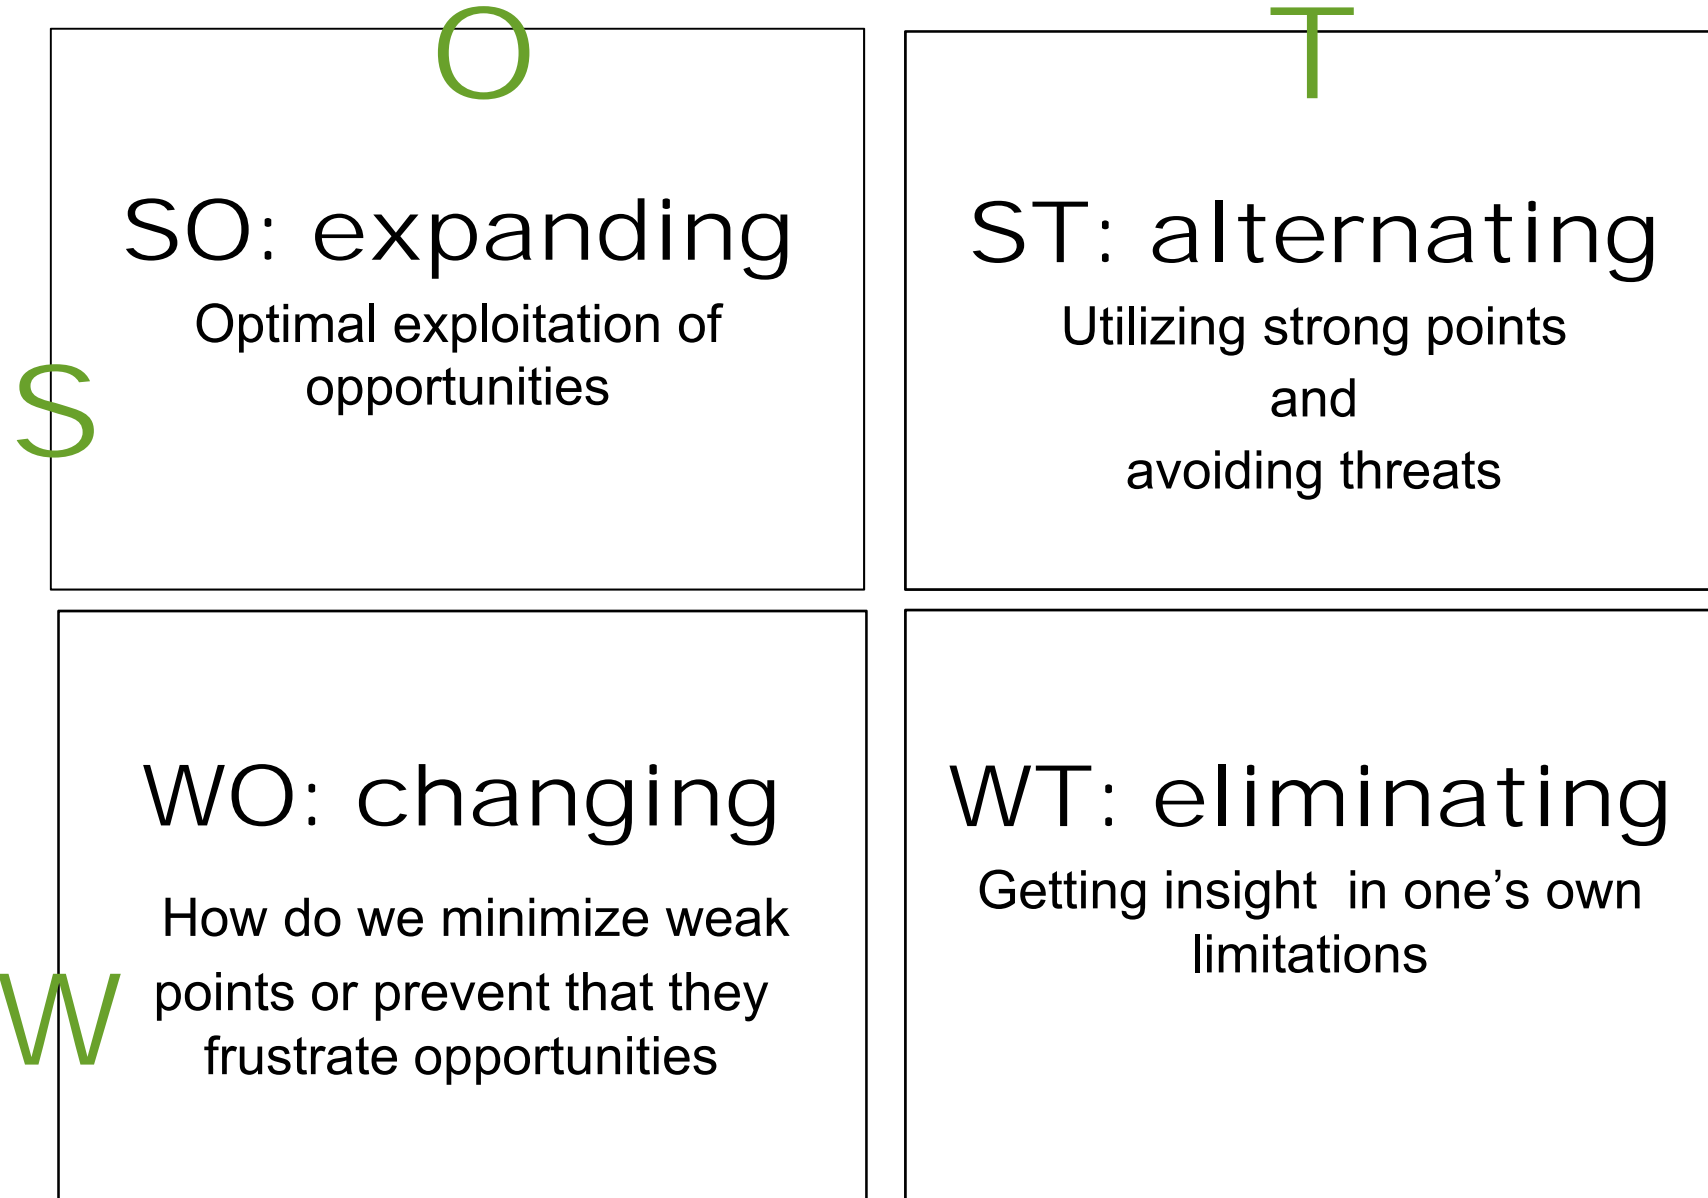 O
T
SO: expanding
Optimal exploitation of
opportunities
S
ST: alternating
Utilizing strong points
and
avoiding threats
WO: changing
How do we minimize weak
points or prevent that they
frustrate opportunities
W
WT: eliminating
Getting insight  in one’s own
limitations